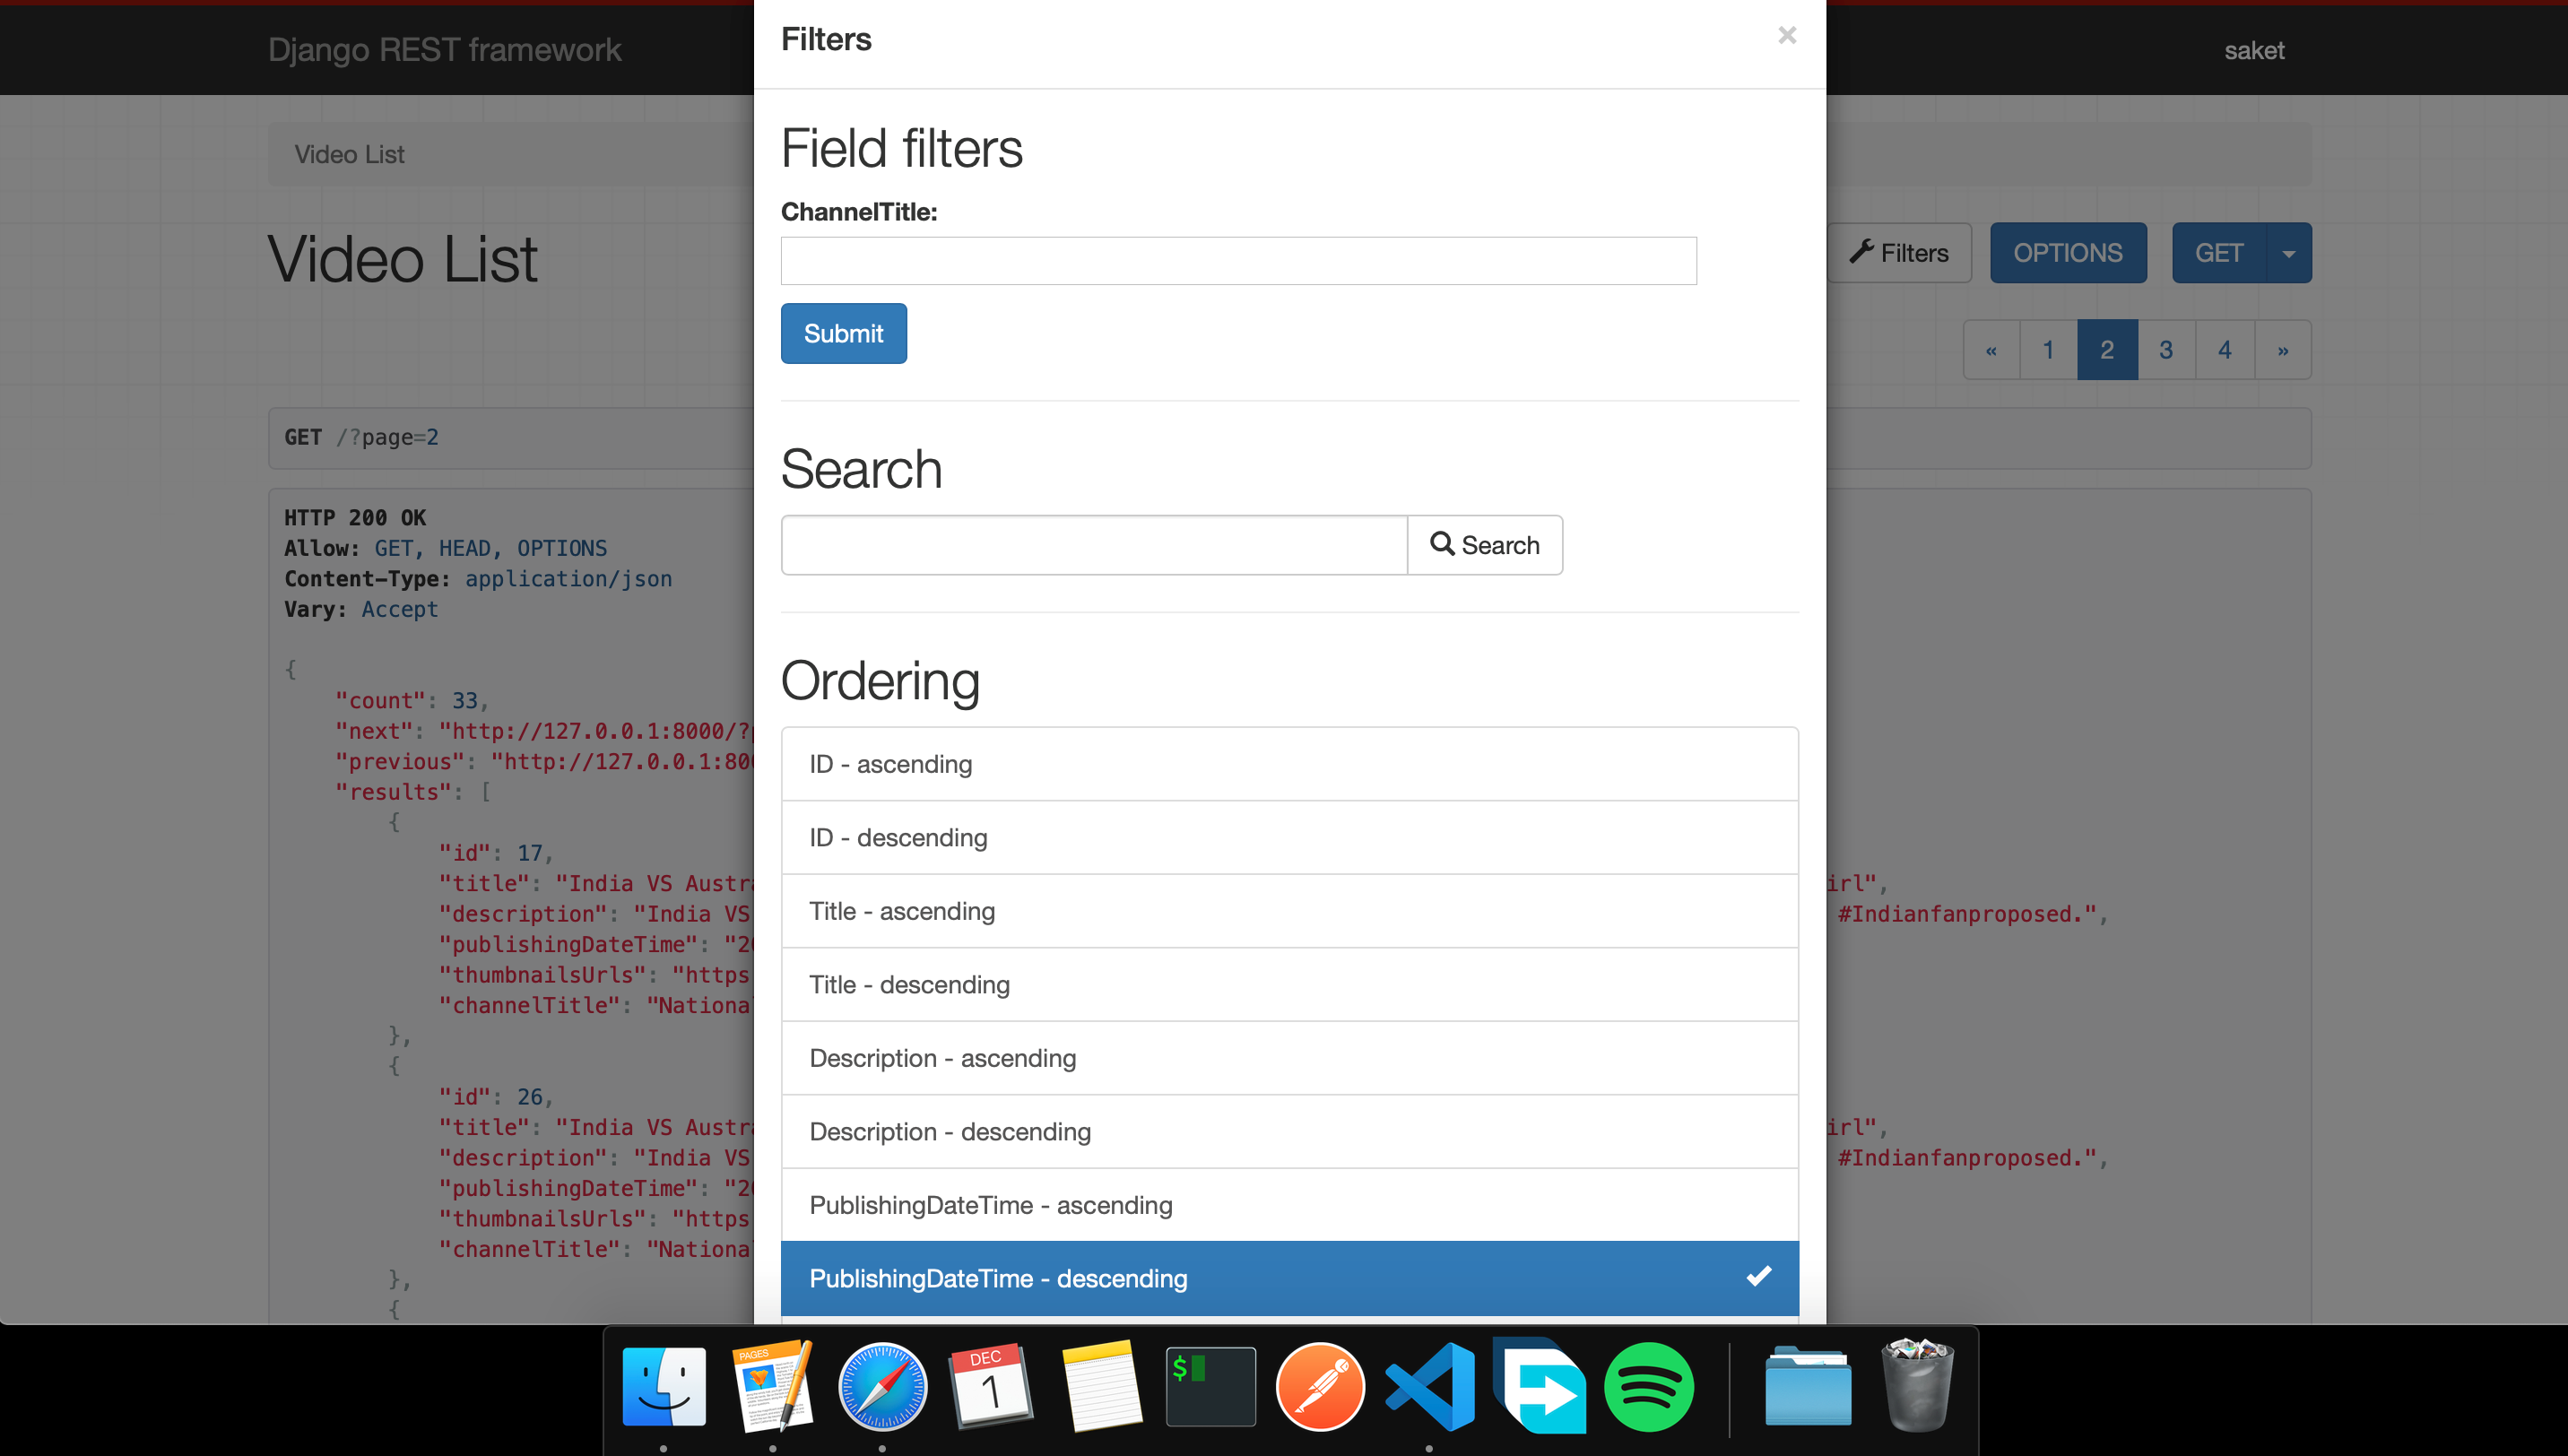 Django REST framework
saket
Filters
×
Video List
Field filters
ChannelTitle:
Video List
Filters
OPTIONS
GET
Submit
« 1 2 3 4 »
GET /?page=2
Search
Search
HTTP 200 OK
Allow: GET, HEAD, OPTIONS
Content-Type: application/json
Vary: Accept
Ordering
{
"count": 33,
"next": "http://127.0.0.1:8000/?
"previous": "http://127.0.0.1:80
"results": [
{
"id": 17,
"title": "India VS Austr
irl",
"description": "India VS
#Indianfanproposed.",
"publishingDateTime": "2
"thumbnailsUrls": "https
"channelTitle": "Nationa
},
{
"id": 26,
"title": "India VS Austr
irl",
"description": "India VS
#Indianfanproposed.",
"publishingDateTime": "2
"thumbnailsUrls": "https
"channelTitle": "Nationa
},
{
ID - ascending
ID - descending
Title - ascending
Title - descending
Description - ascending
Description - descending
PublishingDateTime - ascending
PublishingDateTime - descending
PAGES
DEC
1
$